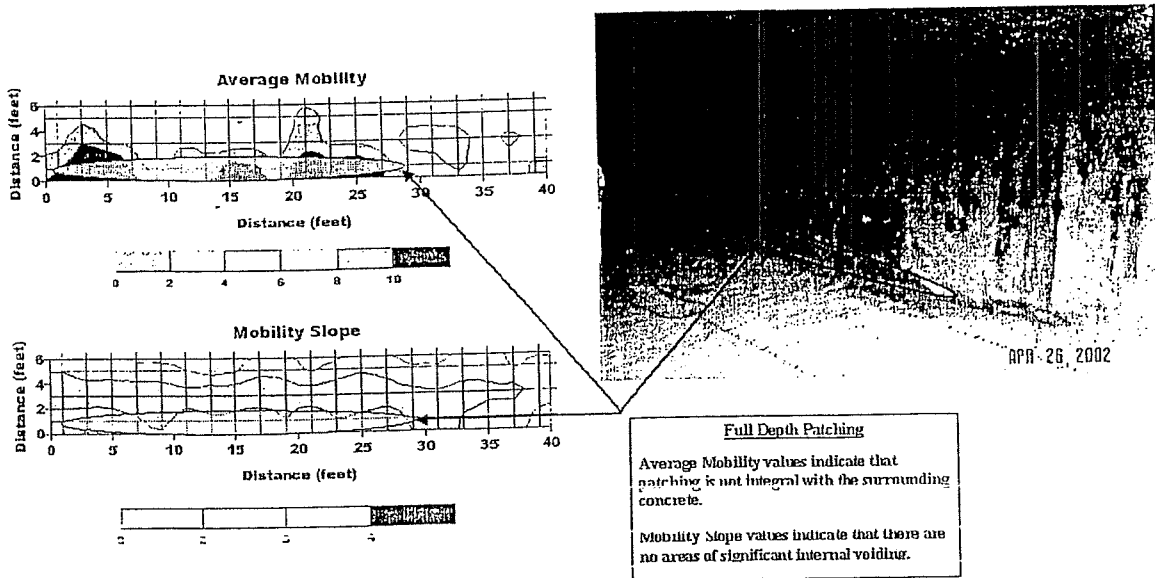 Average Mobility
Distance (feet)
6
4
2
0
0 5 10 15 20 25 30 35 40
Distance (feet)
0 2 4 6 8 10
Mobility Slope
Distance (feet)
6
4
2
0
0 5 10 15 20 25 30 35 40
Distance (feet)
2 4
APR 26, 2002
Full Depth Patching
Average Mobility values indicate that
patching is not integral with the surrounding
concrete.
Mobility Slope values indicate that there are
no areas of significant internal voiding.